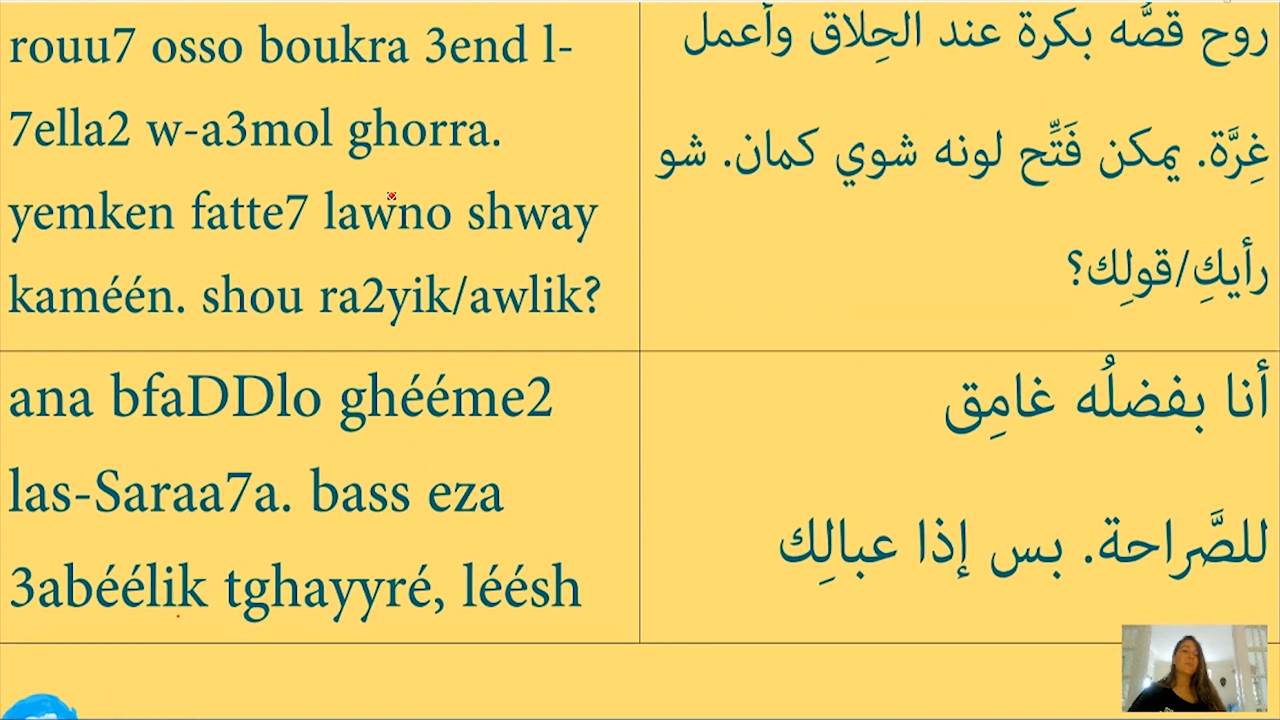 rouu7 osso boukra 3end l-
7ella2 w-a3mol ghorra.
yemken fatte7 lawno shway
kaméén. shou ra2yik/awlik?
روح قصُّه بكرة عند الحِلاق وأعمل
غِرَّة. يمكن فَتِّح لونه شوي كمان. شو
رأيكِ/قولِك؟
ana bfaDDlo ghééme2
las-Saraa7a. bass eza
3abéélik tghayyré, léésh
أنا بفضلُه غامِق
للصَّراحة. بس إذا عبالِك